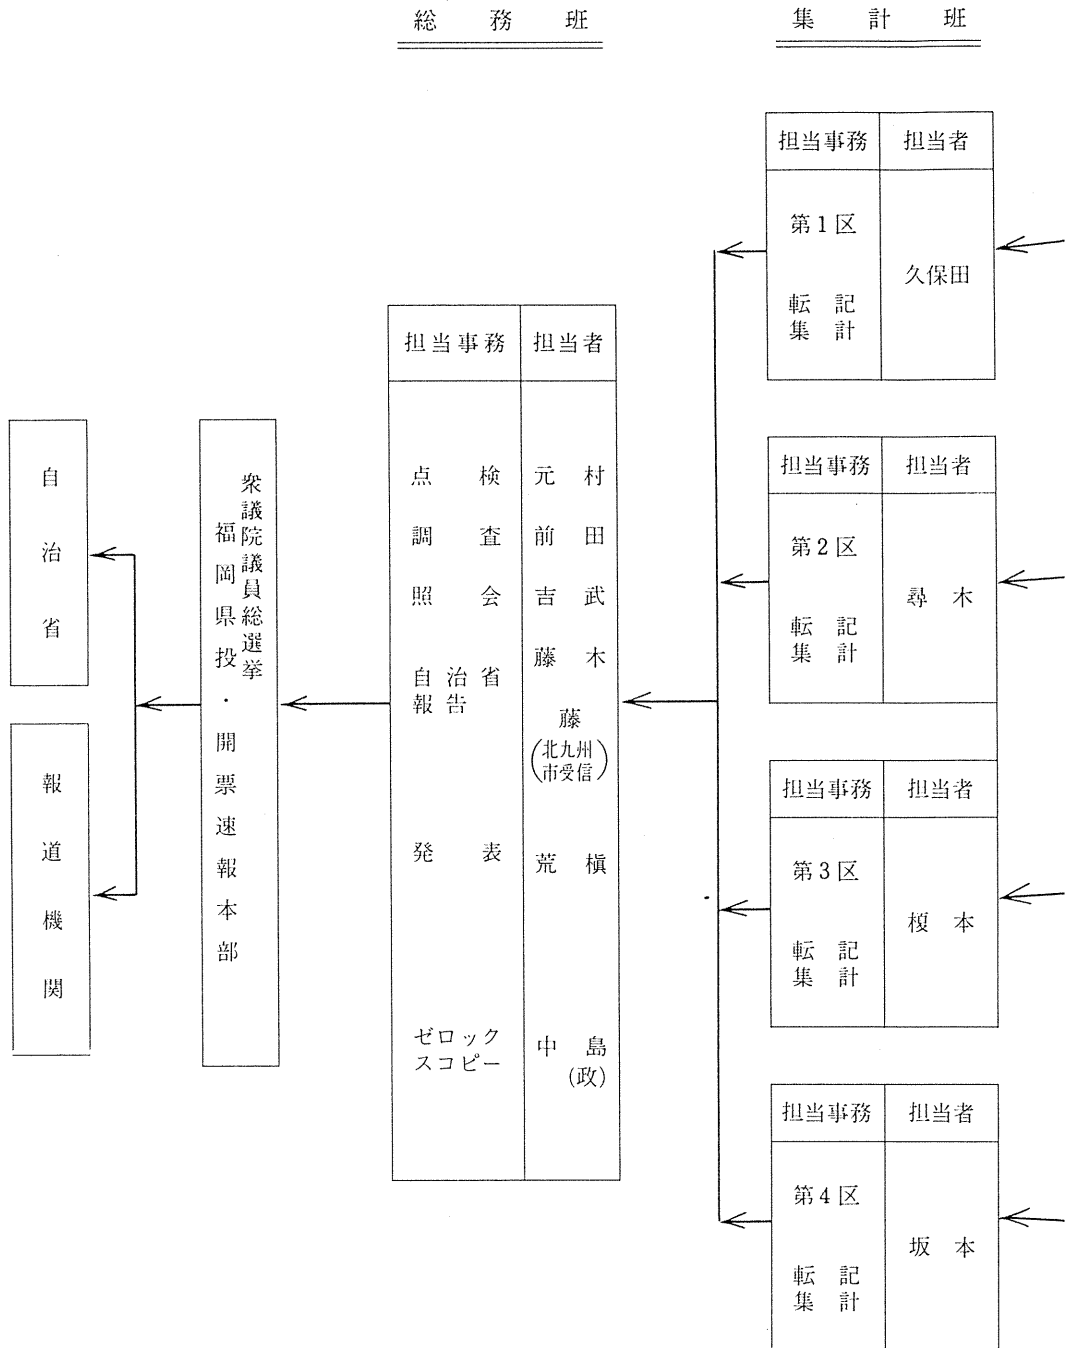 総務班
集計班
担当事務 担当者
第1区
転記
集計
久保田
担当事務 担当者
第2区
転記
集計
尋木
担当事務 担当者
第3区
転記
集計
榎本
担当事務 担当者
第4区
転記
集計
坂本
担当事務 担当者
点検 元村
調査 前田
照会 吉武
藤木
自治省
報告
藤
(北九州
市受信)
発表 荒槇
ゼロック
スコピー
中島
(政)
衆議院議員総選挙
福岡県投・開票速報本部
自治省
報道機関